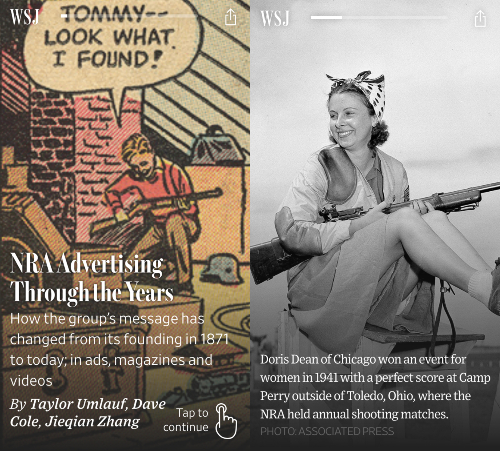 WSJ
TOMMY--
LOOK WHAT
I FOUND!
NRA Advertising
Through the Years
How the group's message has
changed from its founding in 1871
to today; in ads, magazines and
videos
By Taylor Umlauf, Dave
Cole, Jieqian Zhang
Tap to
continue
WSJ
Doris Dean of Chicago won an event for
women in 1941 with a perfect score at Camp
Perry outside of Toledo, Ohio, where the
NRA held annual shooting matches.
PHOTO: ASSOCIATED PRESS